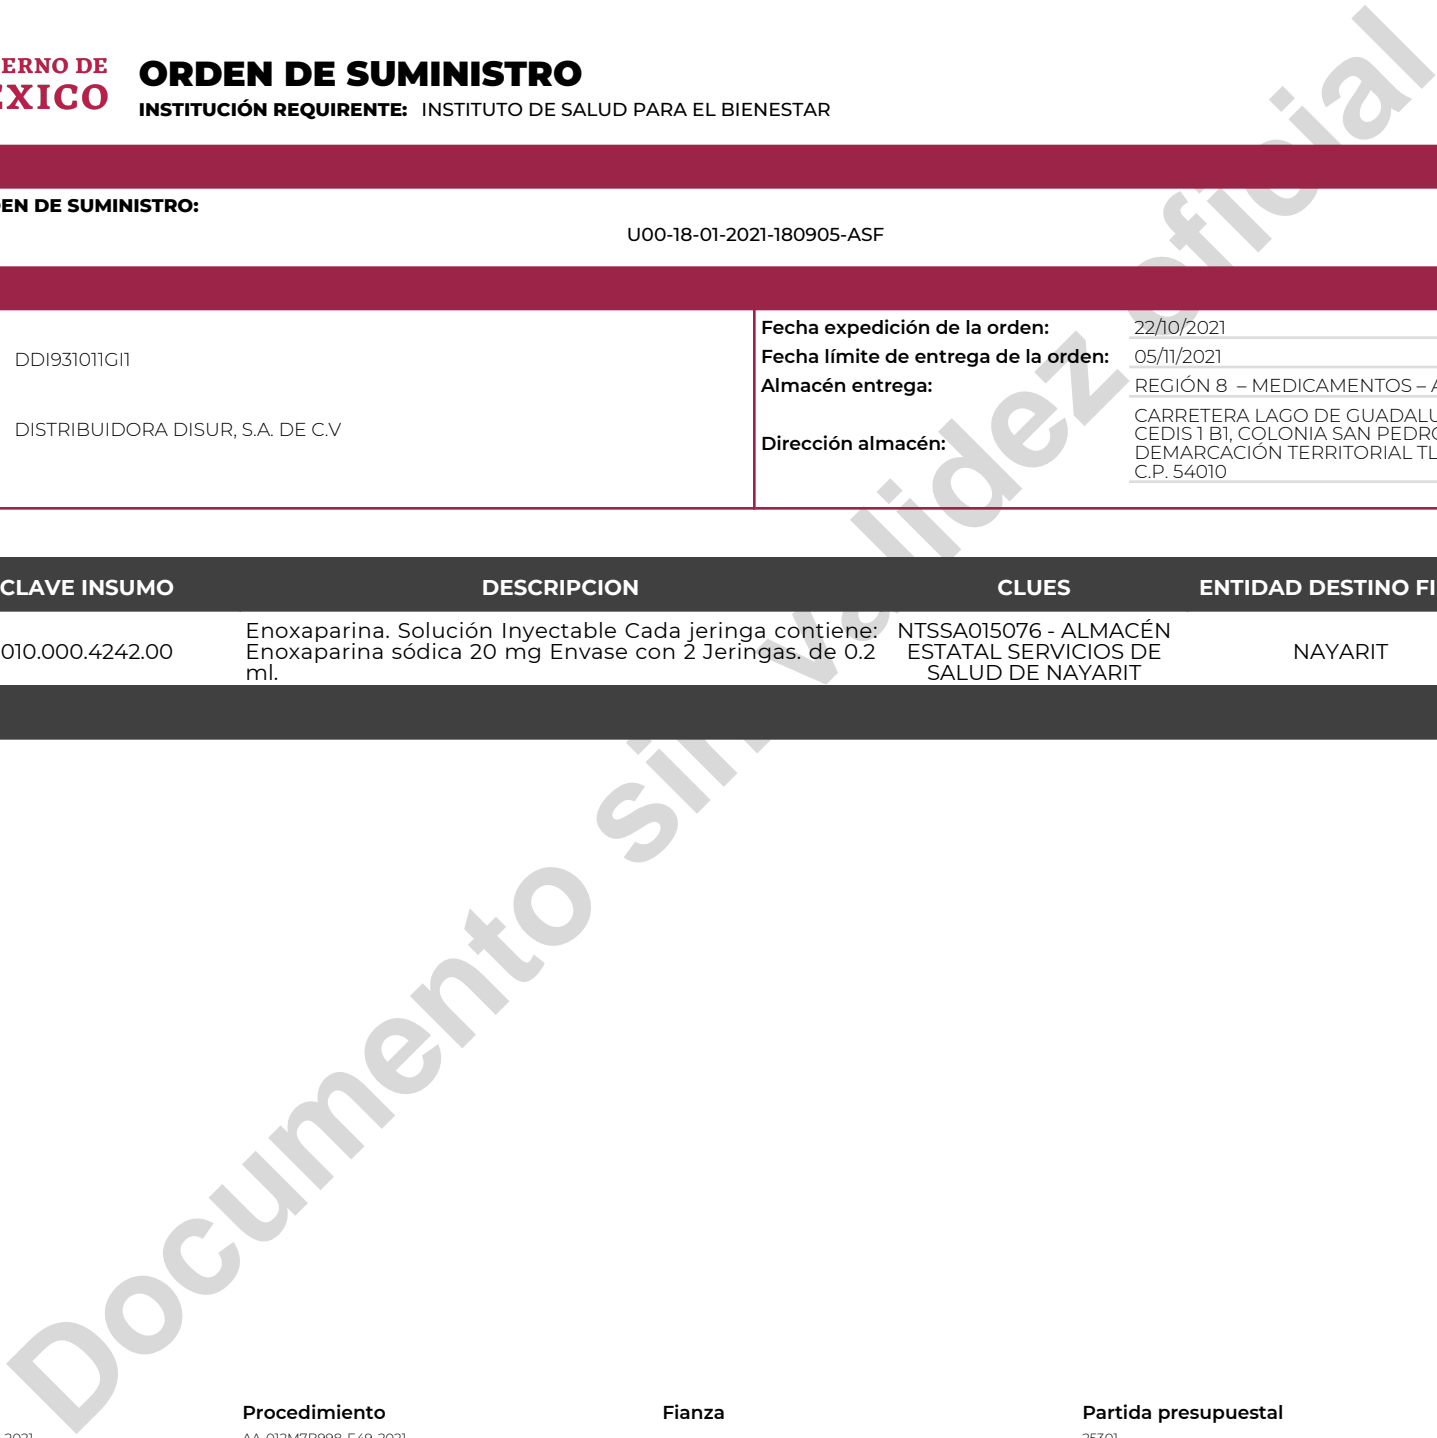 ERNO DE
ORDEN DE SUMINISTRO
INSTITUCIÓN REQUIRENTE: INSTITUTO DE SALUD PARA EL BIENESTAR
EN DE SUMINISTRO:
U00-18-01-2021-180905-ASF
DDI931011GI1
DISTRIBUIDORA DISUR, S.A. DE C.V
Fecha expedición de la orden: 22/10/2021
Fecha límite de entrega de la orden: 05/11/2021
Almacén entrega: REGIÓN 8 – MEDICAMENTOS – A
Dirección almacén:
CARRETERA LAGO DE GUADALU
CEDIS 1 B1, COLONIA SAN PEDRO
DEMARCACIÓN TERRITORIAL TL
C.P. 54010
CLAVE INSUMO DESCRIPCION CLUES ENTIDAD DESTINO FI
010.000.4242.00
Enoxaparina. Solución Inyectable Cada jeringa contiene:
Enoxaparina sódica 20 mg Envase con 2 Jeringas. de 0.2
ml.
NTSSA015076 - ALMACÉN
ESTATAL SERVICIOS DE
SALUD DE NAYARIT
NAYARIT
Documento sin validez oficial
Procedimiento Fianza Partida presupuestal